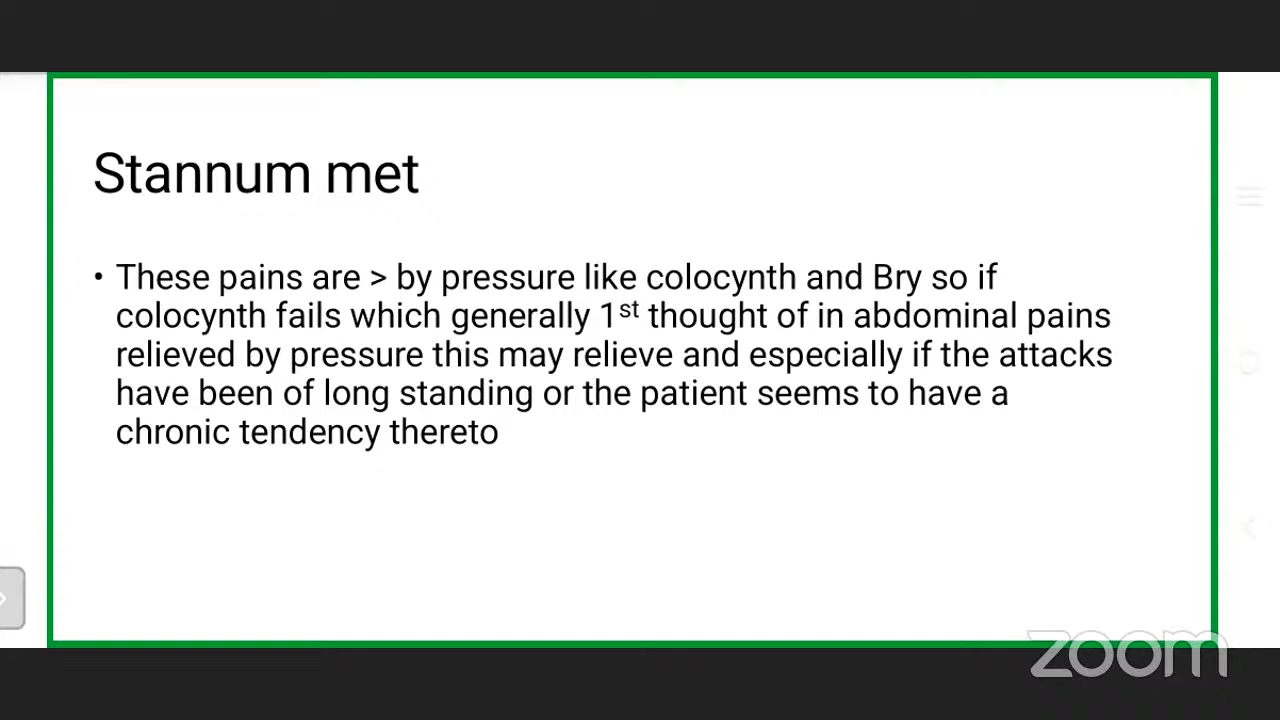 Stannum met
• These pains are > by pressure like colocynth and Bry so if
colocynth fails which generally 1st thought of in abdominal pains
relieved by pressure this may relieve and especially if the attacks
have been of long standing or the patient seems to have a
chronic tendency thereto
zoom